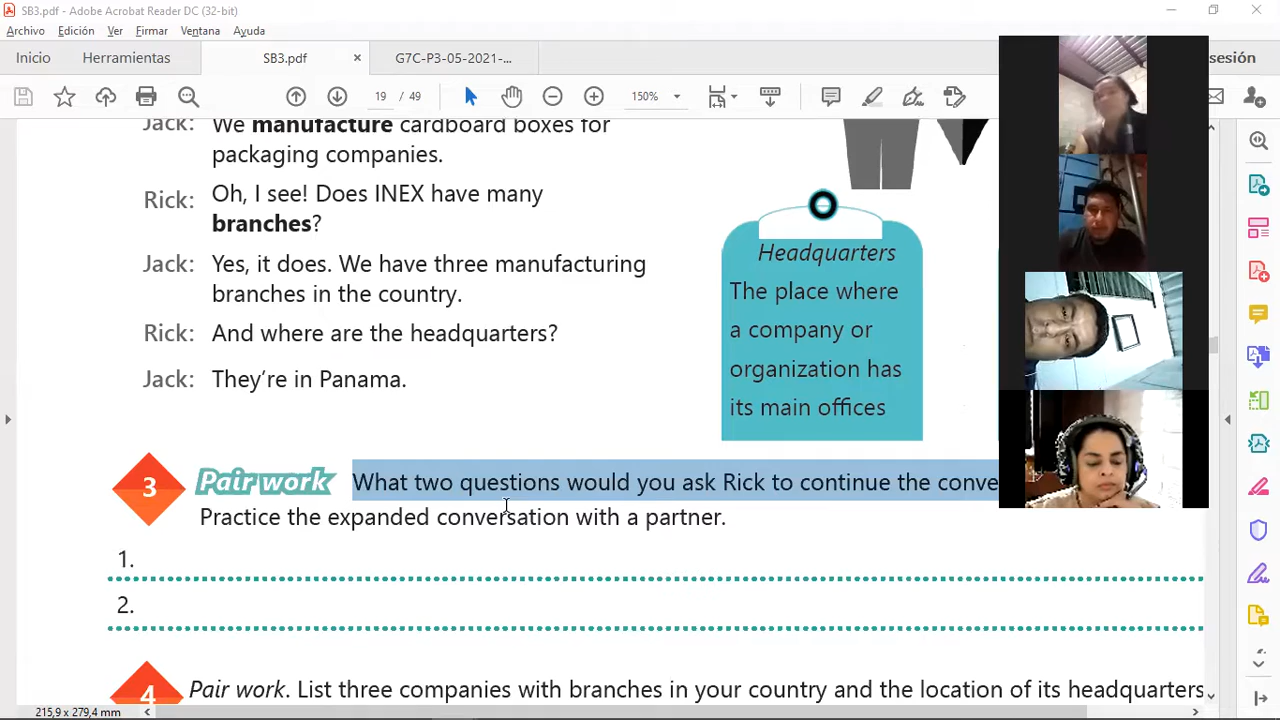 SB3.pdf - Adobe Acrobat Reader DC (32-bit)
Archivo Edición Ver Firmar Ventana Ayuda
Inicio Herramientas SB3.pdf × G7C-P3-05-2021-... sesión
19 / 49 150%
Jack: We manufacture cardboard boxes for
packaging companies.
Rick: Oh, I see! Does INEX have many
branches?
Jack: Yes, it does. We have three manufacturing
branches in the country.
Rick: And where are the headquarters?
Jack: They’re in Panama.
Headquarters
The place where
a company or
organization has
its main offices
3 Pair work What two questions would you ask Rick to continue the conve
Practice the expanded conversation with a partner.
1.
2.
4 Pair work. List three companies with branches in your country and the location of its headquarters
215,9 x 279,4 mm